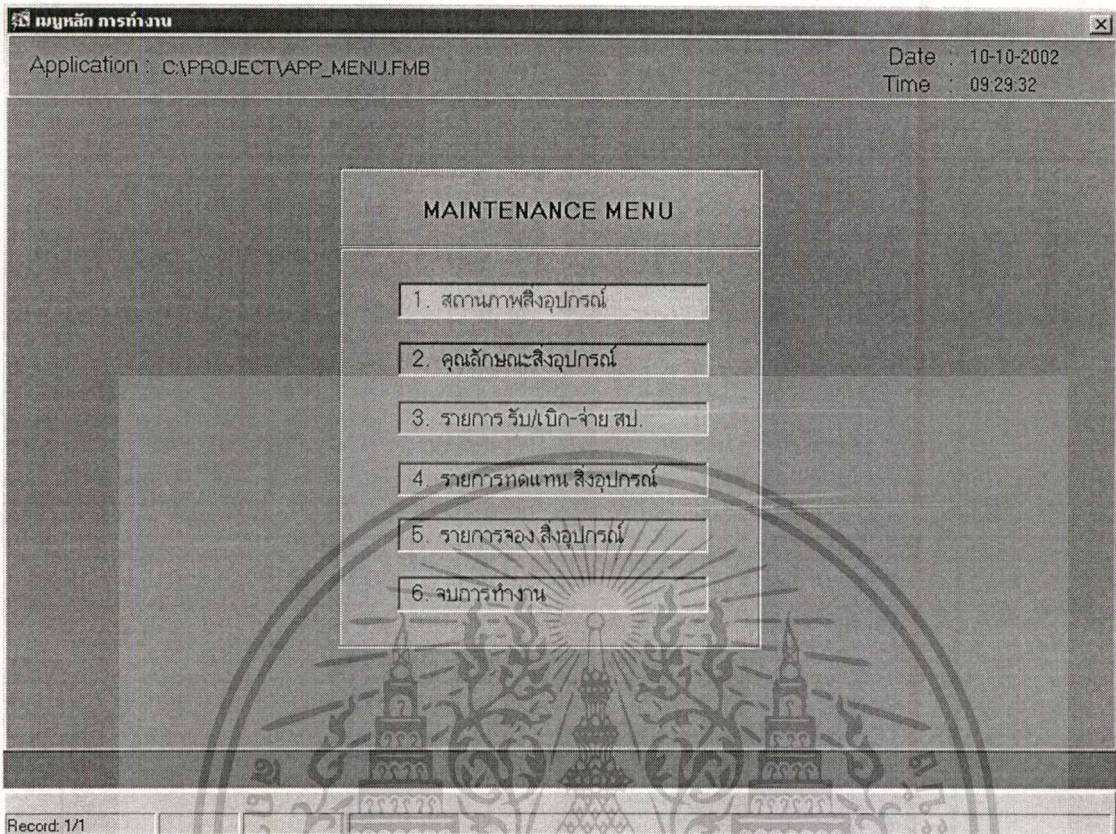 เมนูหลัก การทำงาน
Application : C:\PROJECT\APP_MENU.FMB
Date : 10-10-2002
Time : 09:29:32
MAINTENANCE MENU
1. สถานภาพสิ่งอุปกรณ์
2. คุณลักษณะสิ่งอุปกรณ์
3. รายการ รับ/เบิก-จ่าย สป.
4. รายการทดแทน สิ่งอุปกรณ์
5. รายการจอง สิ่งอุปกรณ์
6. จบการทำงาน
Record: 1/1